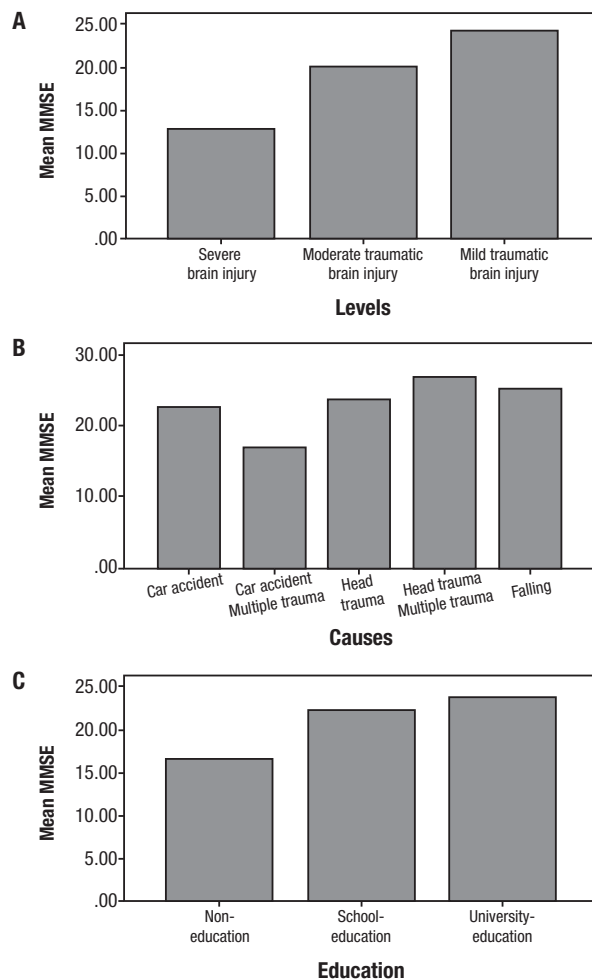 A
Mean MMSE
25.00
20.00
15.00
10.00
5.00
.00
Severe
brain injury
Moderate traumatic
brain injury
Mild traumatic
brain injury
Levels
B
Mean MMSE
30.00
20.00
10.00
.00
Car accident
Car accident
Multiple trauma
Head
trauma
Head trauma
Multiple trauma
Falling
Causes
C
Mean MMSE
25.00
20.00
15.00
10.00
5.00
.00
Non-
education
School-
education
University-
education
Education